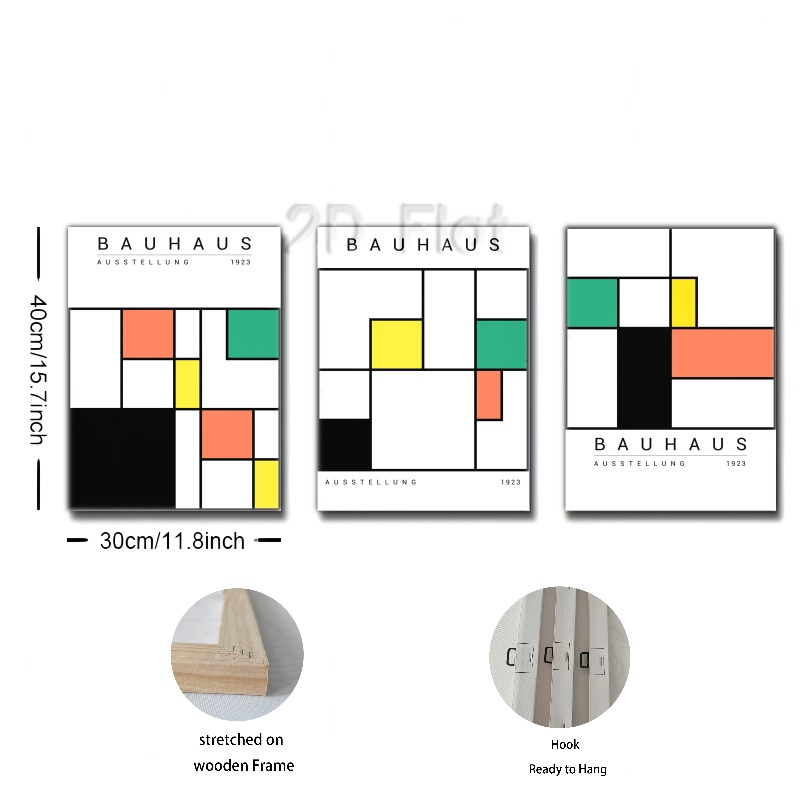 2D Flat
BAUHAUS
AUSSTELLUNG 1923
BAUHAUS
AUSSTELLUNG 1923
BAUHAUS
AUSSTELLUNG 1923
40cm/15.7inch
30cm/11.8inch
stretched on
wooden Frame
Hook
Ready to Hang